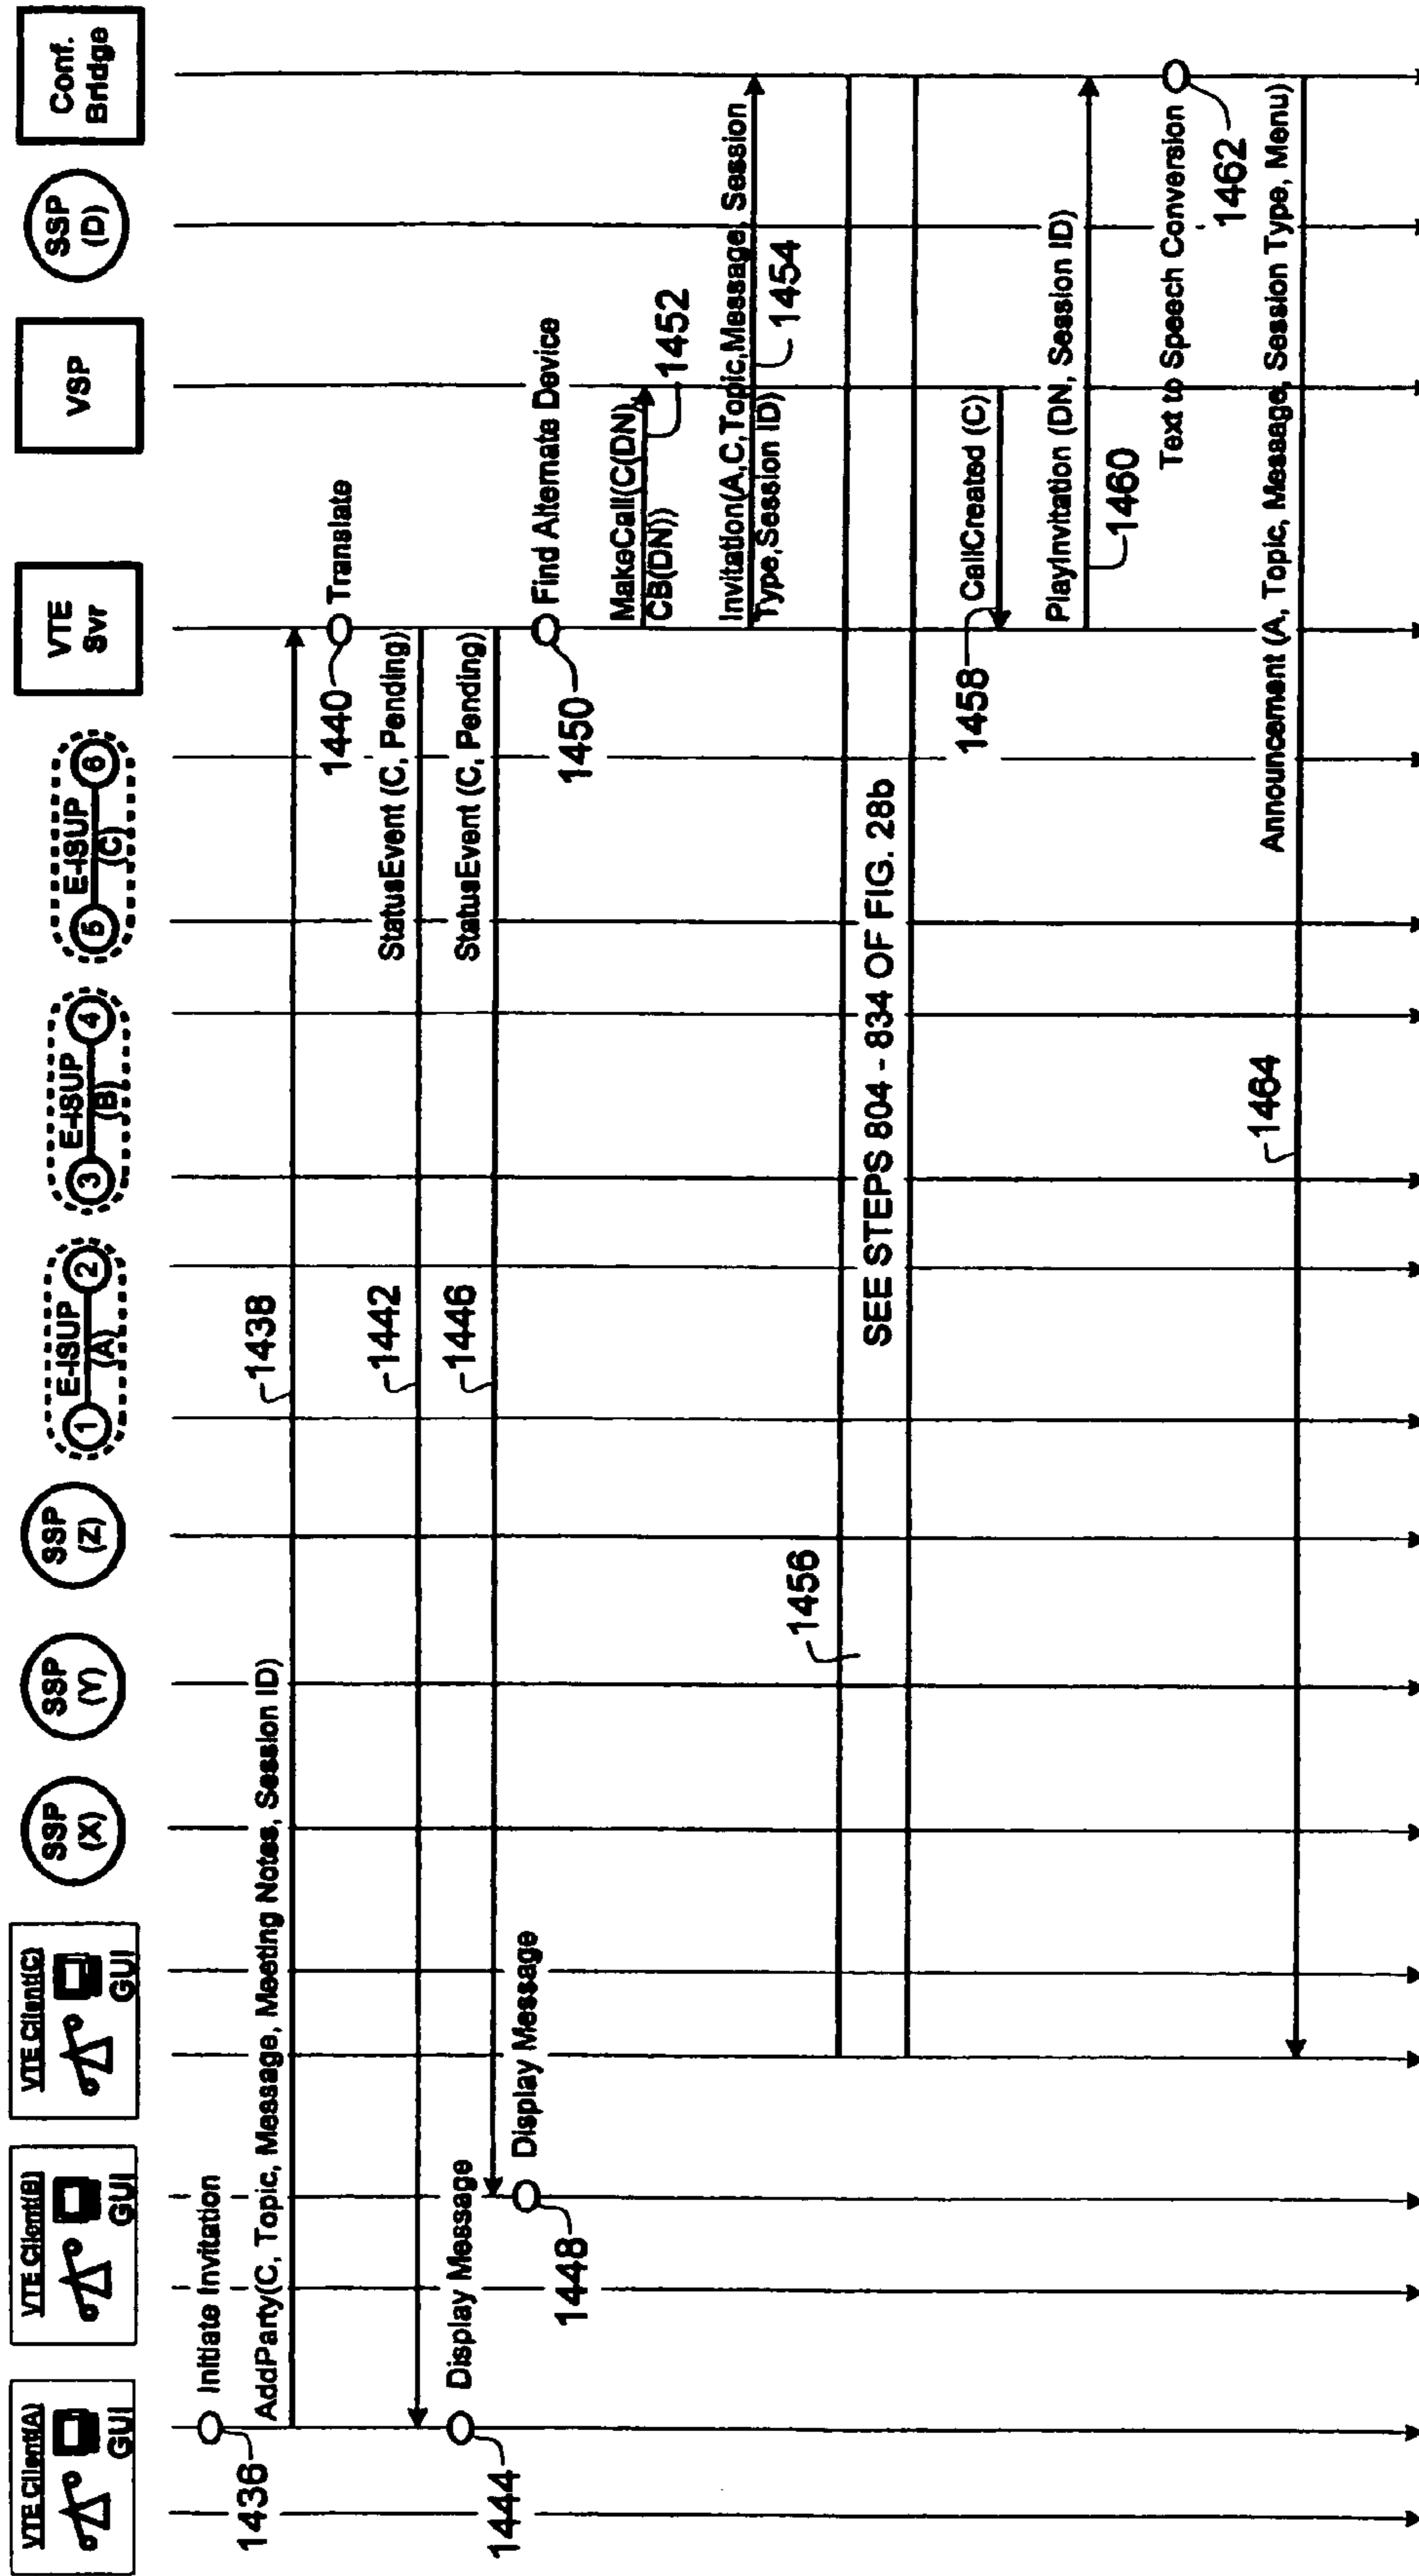 VTE Client(A)
GUI
VTE Client(B)
GUI
VTE Client(C)
GUI
SSP
(X)
SSP
(Y)
SSP
(Z)
1
E-ISUP
(A)
2
3
E-ISUP
(B)
4
5
E-ISUP
(C)
6
VTE
Svr
VSP
SSP
(D)
Conf.
Bridge
Initiate Invitation
1436
AddParty(C, Topic, Message, Meeting Notes, Session ID)
1438
Translate
1440
StatusEvent (C, Pending)
1442
Display Message
1444
StatusEvent (C, Pending)
1446
Display Message
1448
Find Alternate Device
1450
MakeCall(C(DN),
CB(DN))
1452
Invitation(A,C,Topic,Message, Session
Type,Session ID)
1454
1456
SEE STEPS 804 - 834 OF FIG. 28b
CallCreated (C)
1458
PlayInvitation (DN, Session ID)
1460
Text to Speech Conversion
1462
Announcement (A, Topic, Message, Session Type, Menu)
1464